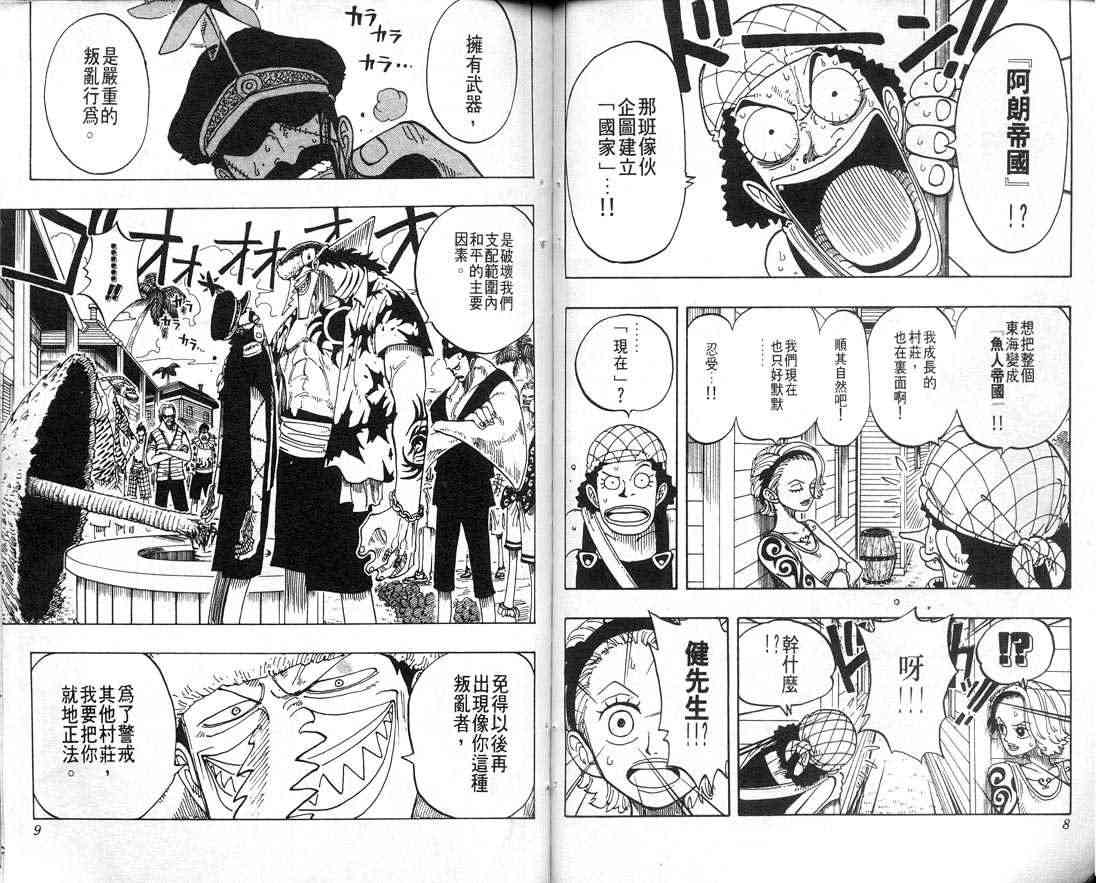 『阿朗帝國』!?
那班傢伙
企圖建立
「國家」…!!
ドーン
想把整個
東海變成
『魚人帝國』!!
我成長的
村莊，
也在裏面啊！
順其自然吧！
我們現在
也只好默默
……
忍受…!!
……
「現在」？
!?
呀!!!
幹什麼
!?
健先生!!?
8
擁有武器，
カラ
カラ
カラ…
是嚴重的
叛亂行爲。
是破壞我們
支配範圍內
和平的主要
因素。
オオオオ
カラ
カラ
……!!
免得以後再
出現像你這種
叛亂者，
爲了警戒
其他村莊，
我要把你
就地正法。
9